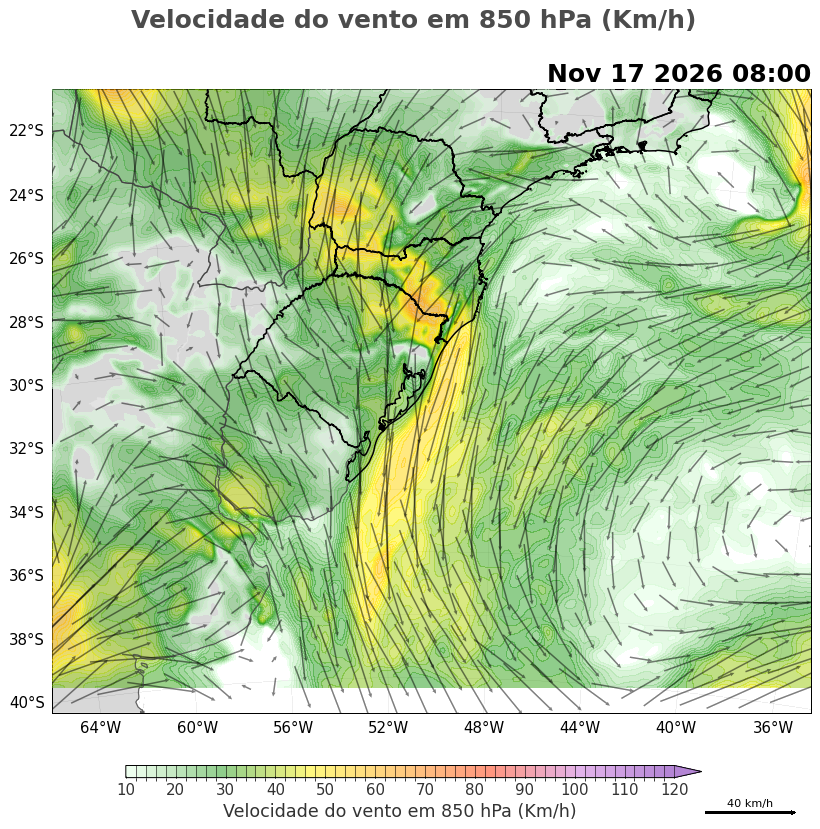 Velocidade do vento em 850 hPa (Km/h)
Nov 17 2026 08:00
22°S
24°S
26°S
28°S
30°S
32°S
34°S
36°S
38°S
40°S
64°W 60°W 56°W 52°W 48°W 44°W 40°W 36°W
10 20 30 40 50 60 70 80 90 100 110 120
Velocidade do vento em 850 hPa (Km/h)
40 km/h